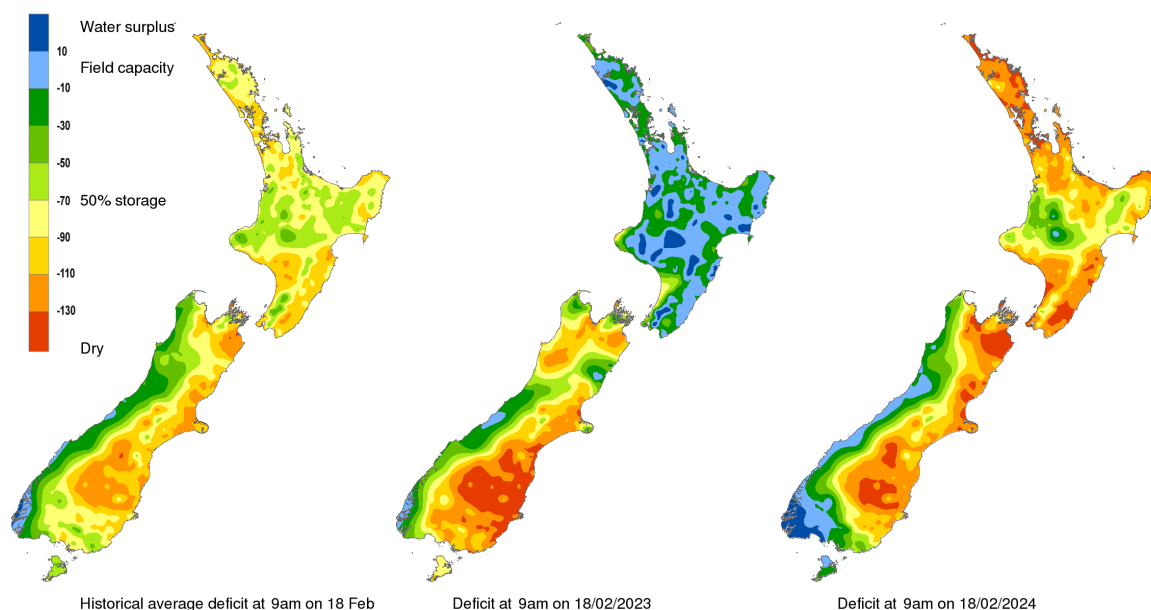 Water surplus
10
Field capacity
-10
-30
-50
50% storage
-70
-90
-110
-130
Dry
Historical average deficit at 9am on 18 Feb
Deficit at 9am on 18/02/2023
Deficit at 9am on 18/02/2024